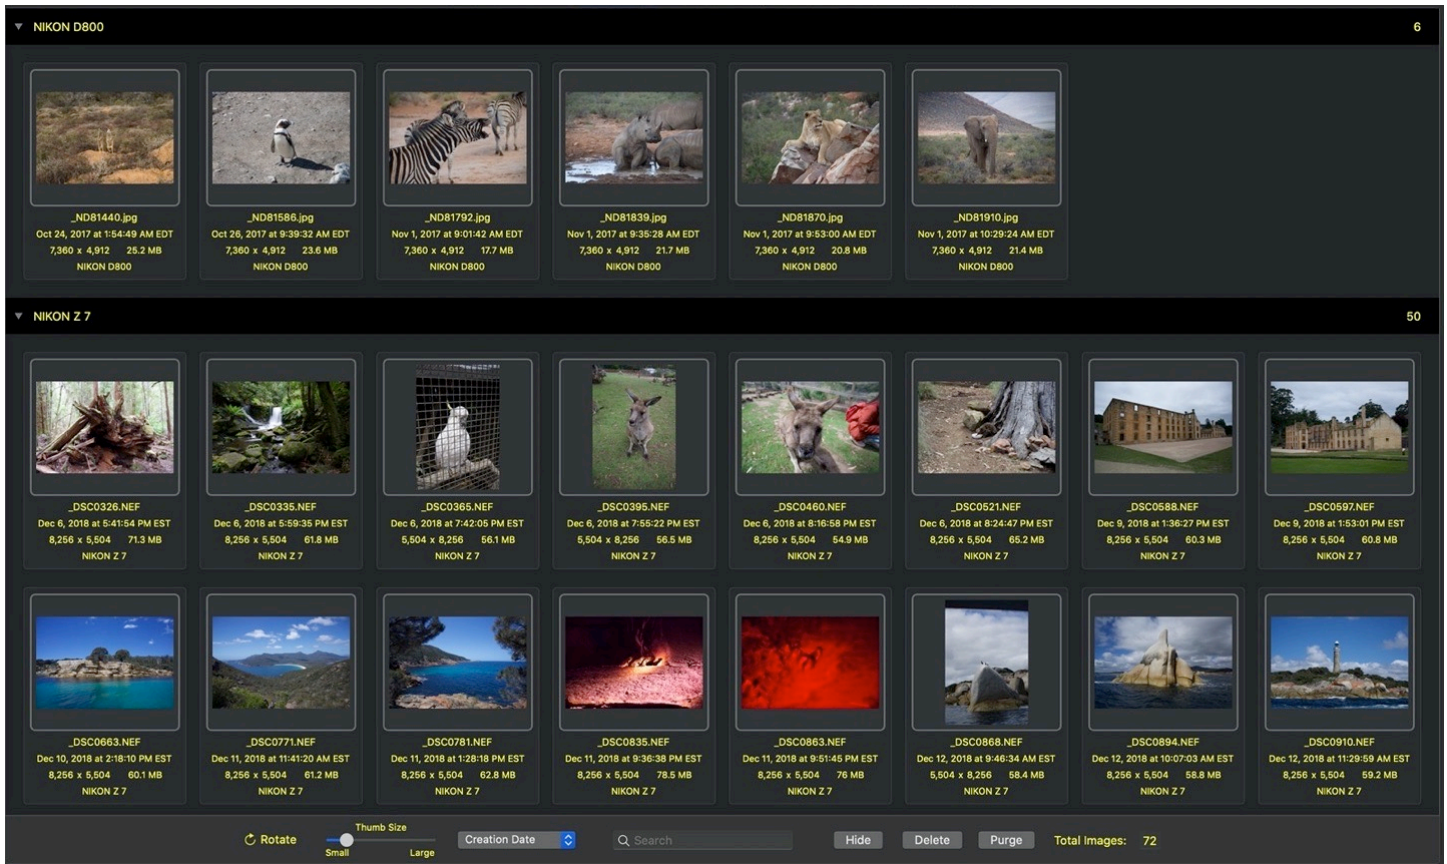 NIKON D800 6
_ND81440.jpg _ND81586.jpg _ND81792.jpg _ND81839.jpg _ND81870.jpg _ND81910.jpg
Oct 24, 2017 at 1:54:49 AM EDT Oct 26, 2017 at 9:39:32 AM EDT Nov 1, 2017 at 9:01:42 AM EDT Nov 1, 2017 at 9:35:28 AM EDT Nov 1, 2017 at 9:53:00 AM EDT Nov 1, 2017 at 10:29:24 AM EDT
7,360 x 4,912 25.2 MB 7,360 x 4,912 23.6 MB 7,360 x 4,912 17.7 MB 7,360 x 4,912 21.7 MB 7,360 x 4,912 20.8 MB 7,360 x 4,912 21.4 MB
NIKON D800 NIKON D800 NIKON D800 NIKON D800 NIKON D800 NIKON D800
NIKON Z 7 50
_DSC0326.NEF _DSC0335.NEF _DSC0365.NEF _DSC0395.NEF _DSC0460.NEF _DSC0521.NEF _DSC0588.NEF _DSC0597.NEF
Dec 6, 2018 at 5:41:54 PM EST Dec 6, 2018 at 5:59:35 PM EST Dec 6, 2018 at 7:42:05 PM EST Dec 6, 2018 at 7:55:22 PM EST Dec 6, 2018 at 8:16:58 PM EST Dec 6, 2018 at 8:24:47 PM EST Dec 9, 2018 at 1:36:27 PM EST Dec 9, 2018 at 1:53:01 PM EST
8,256 x 5,504 71.3 MB 8,256 x 5,504 61.8 MB 5,504 x 8,256 56.1 MB 5,504 x 8,256 56.5 MB 8,256 x 5,504 54.9 MB 8,256 x 5,504 65.2 MB 8,256 x 5,504 60.3 MB 8,256 x 5,504 60.8 MB
NIKON Z 7 NIKON Z 7 NIKON Z 7 NIKON Z 7 NIKON Z 7 NIKON Z 7 NIKON Z 7 NIKON Z 7
_DSC0663.NEF _DSC0771.NEF _DSC0781.NEF _DSC0835.NEF _DSC0863.NEF _DSC0868.NEF _DSC0894.NEF _DSC0910.NEF
Dec 10, 2018 at 2:18:10 PM EST Dec 11, 2018 at 11:41:20 AM EST Dec 11, 2018 at 1:28:18 PM EST Dec 11, 2018 at 9:36:38 PM EST Dec 11, 2018 at 9:51:45 PM EST Dec 12, 2018 at 9:46:34 AM EST Dec 12, 2018 at 10:07:03 AM EST Dec 12, 2018 at 11:29:59 AM EST
8,256 x 5,504 60.1 MB 8,256 x 5,504 61.2 MB 8,256 x 5,504 62.8 MB 8,256 x 5,504 78.5 MB 8,256 x 5,504 76 MB 5,504 x 8,256 58.4 MB 8,256 x 5,504 58.8 MB 8,256 x 5,504 59.2 MB
NIKON Z 7 NIKON Z 7 NIKON Z 7 NIKON Z 7 NIKON Z 7 NIKON Z 7 NIKON Z 7 NIKON Z 7
Thumb Size
Rotate Creation Date Search Hide Delete Purge Total Images: 72
Small Large